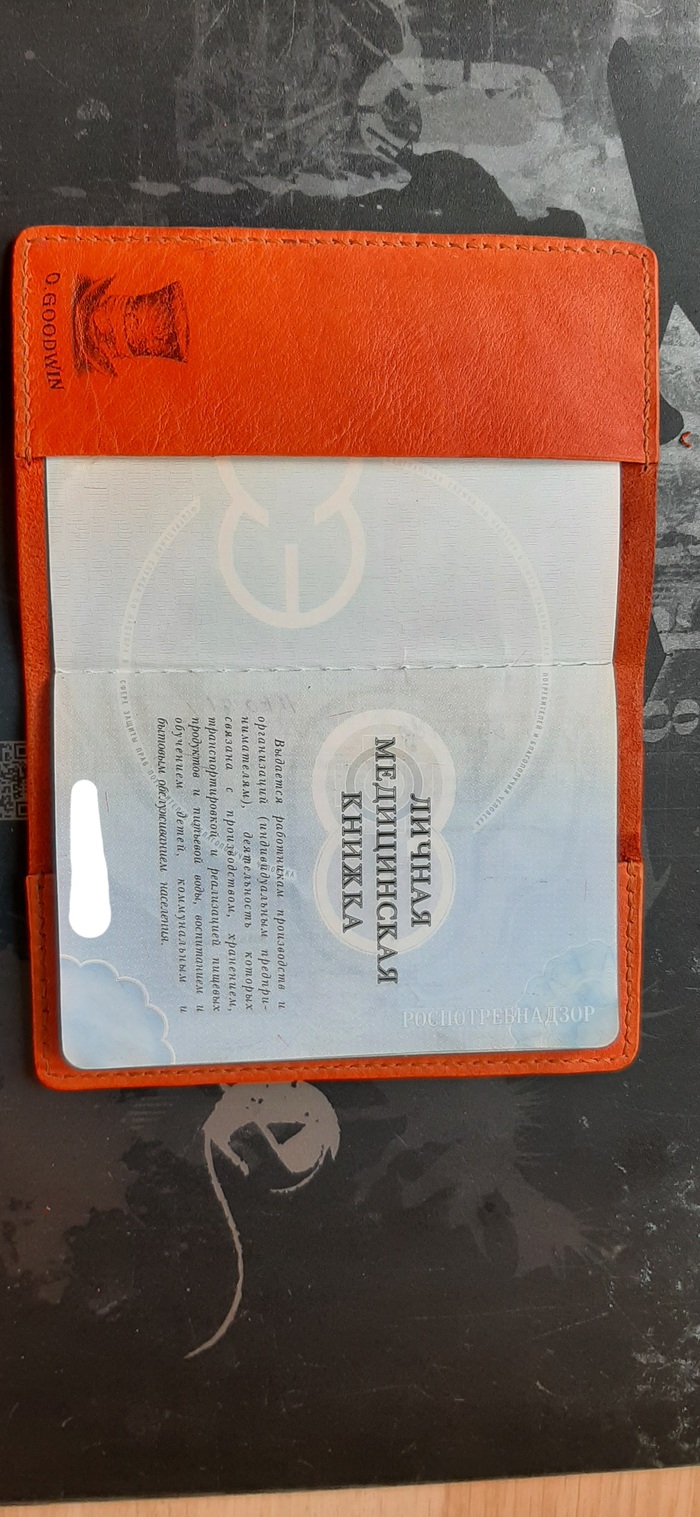 O.GOODWIN
РОСПОТРЕБНАДЗОР
ЛИЧНАЯ
МЕДИЦИНСКАЯ
КНИЖКА
Выдается работникам производств и
организаций (индивидуальным предпри-
нимателям), деятельность которых
связана с производством, хранением,
транспортировкой и реализацией пищевых
продуктов и питьевой воды, воспитанием и
обучением детей, коммунальным и
бытовым обслуживанием населения.